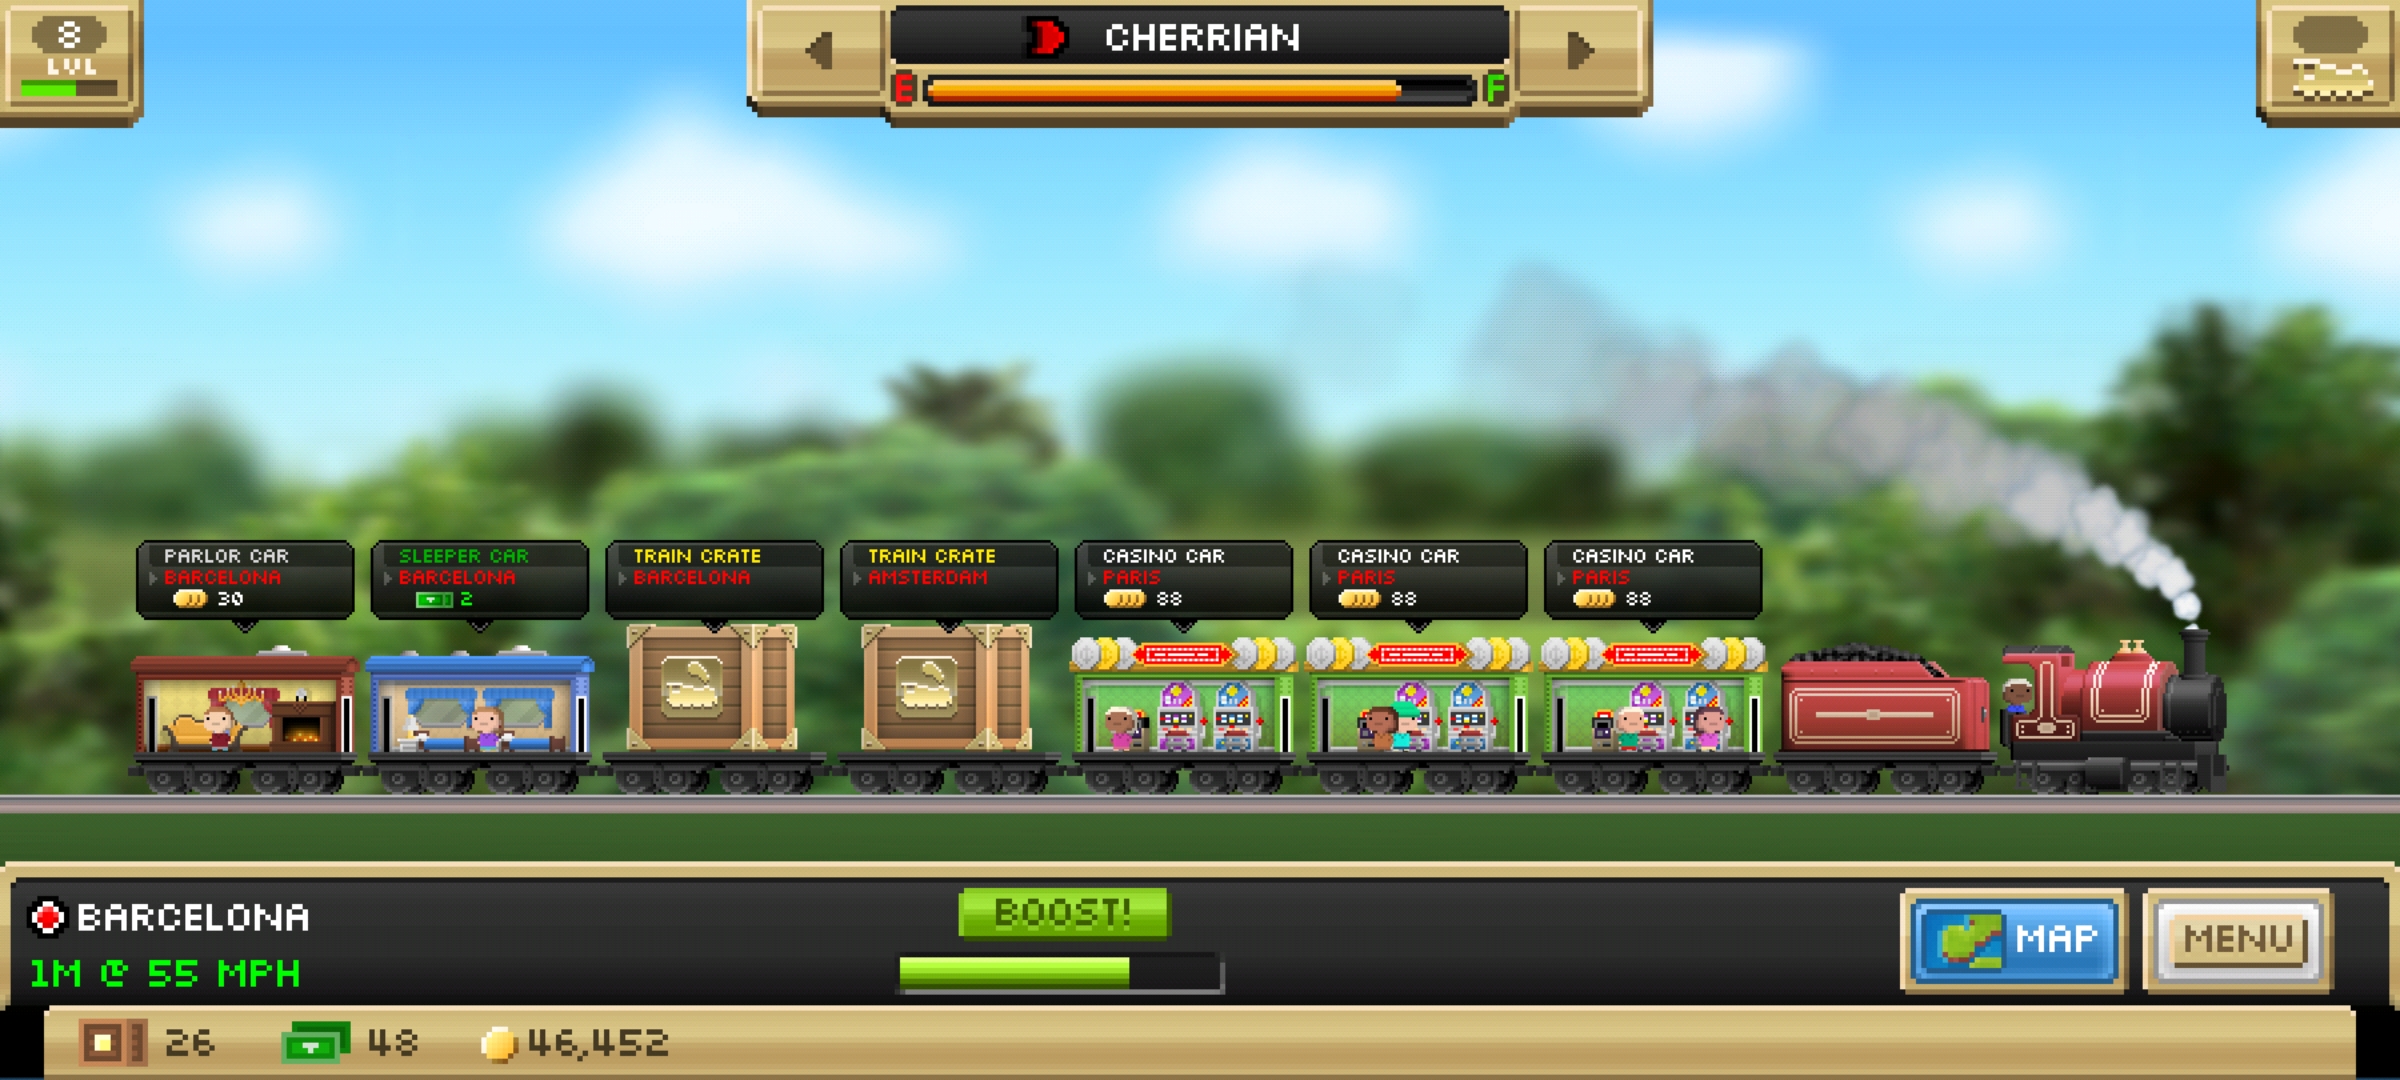 8
LVL
CHERRIAN
E
F
PARLOR CAR
BARCELONA
30
SLEEPER CAR
BARCELONA
2
TRAIN CRATE
BARCELONA
TRAIN CRATE
AMSTERDAM
CASINO CAR
PARIS
88
CASINO CAR
PARIS
88
CASINO CAR
PARIS
88
BARCELONA
1M @ 55 MPH
BOOST!
MAP
MENU
26
48
46,452